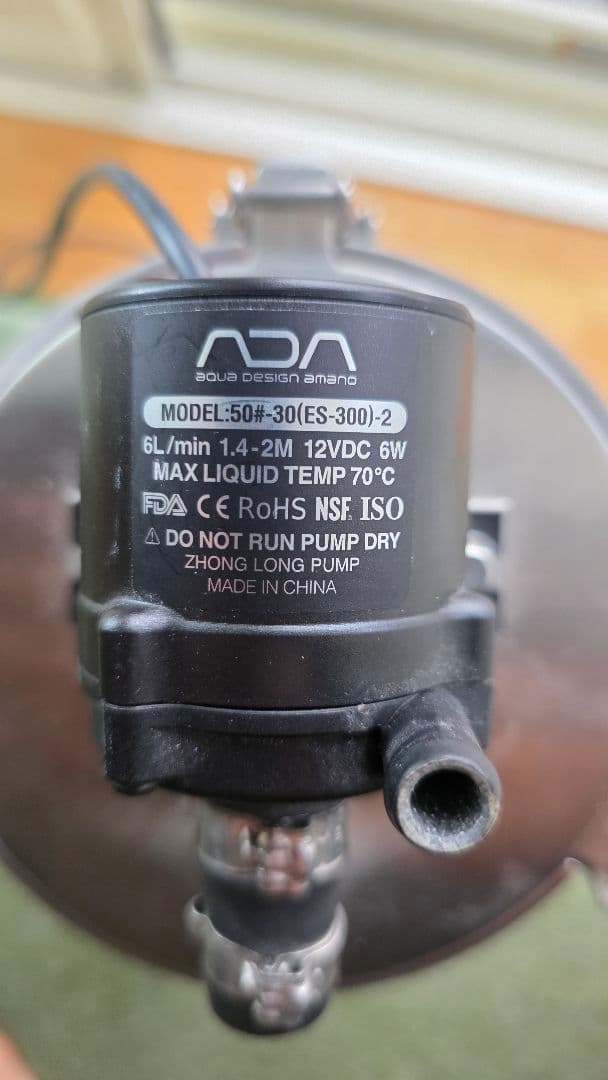 ADA
aqua Design amano
MODEL:50#-30(ES-300)-2
6L/min 1.4-2M 12VDC 6W
MAX LIQUID TEMP 70°C
FDA CE RoHS NSF. ISO
⚠ DO NOT RUN PUMP DRY
ZHONG LONG PUMP
MADE IN CHINA